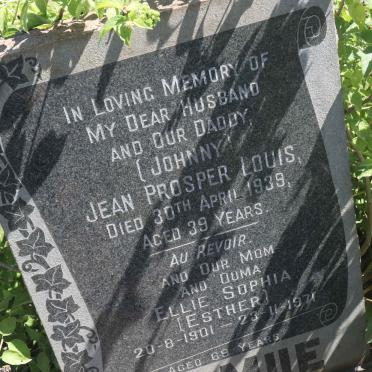 IN LOVING MEMORY OF
MY DEAR HUSBAND
AND OUR DADDY,
(JOHNNY)
JEAN PROSPER LOUIS,
DIED 30TH APRIL 1939,
AGED 39 YEARS.
AU REVOIR.
AND OUR MOM
AND OUMA
ELLIE SOPHIA
(ESTHER)
20-8-1901 - 23-11-1971
AGED 69 YEARS